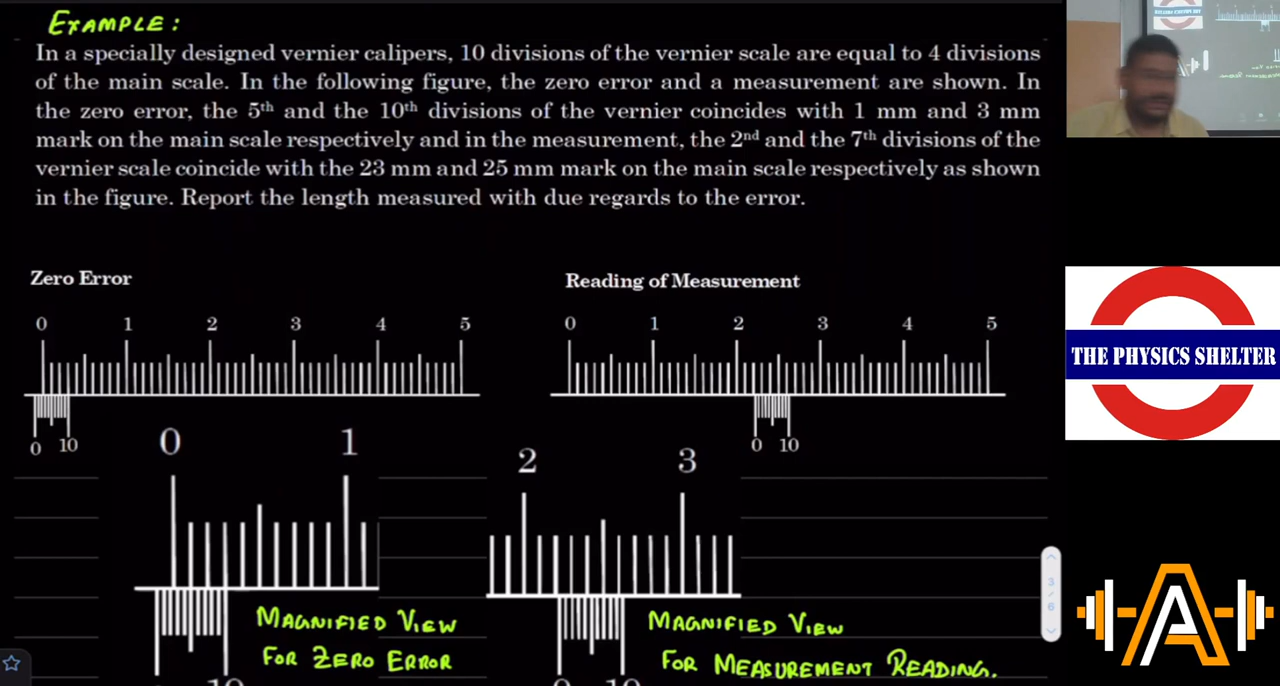 EXAMPLE:
In a specially designed vernier calipers, 10 divisions of the vernier scale are equal to 4 divisions
of the main scale. In the following figure, the zero error and a measurement are shown. In
the zero error, the 5th and the 10th divisions of the vernier coincides with 1 mm and 3 mm
mark on the main scale respectively and in the measurement, the 2nd and the 7th divisions of the
vernier scale coincide with the 23 mm and 25 mm mark on the main scale respectively as shown
in the figure. Report the length measured with due regards to the error.
Zero Error
0 1 2 3 4 5
0 10
Reading of Measurement
0 1 2 3 4 5
0 10
0 1
10
MAGNIFIED VIEW
FOR ZERO ERROR
2 3
0 10
MAGNIFIED VIEW
FOR MEASUREMENT READING.
3
/
6
THE PHYSICS SHELTER
A